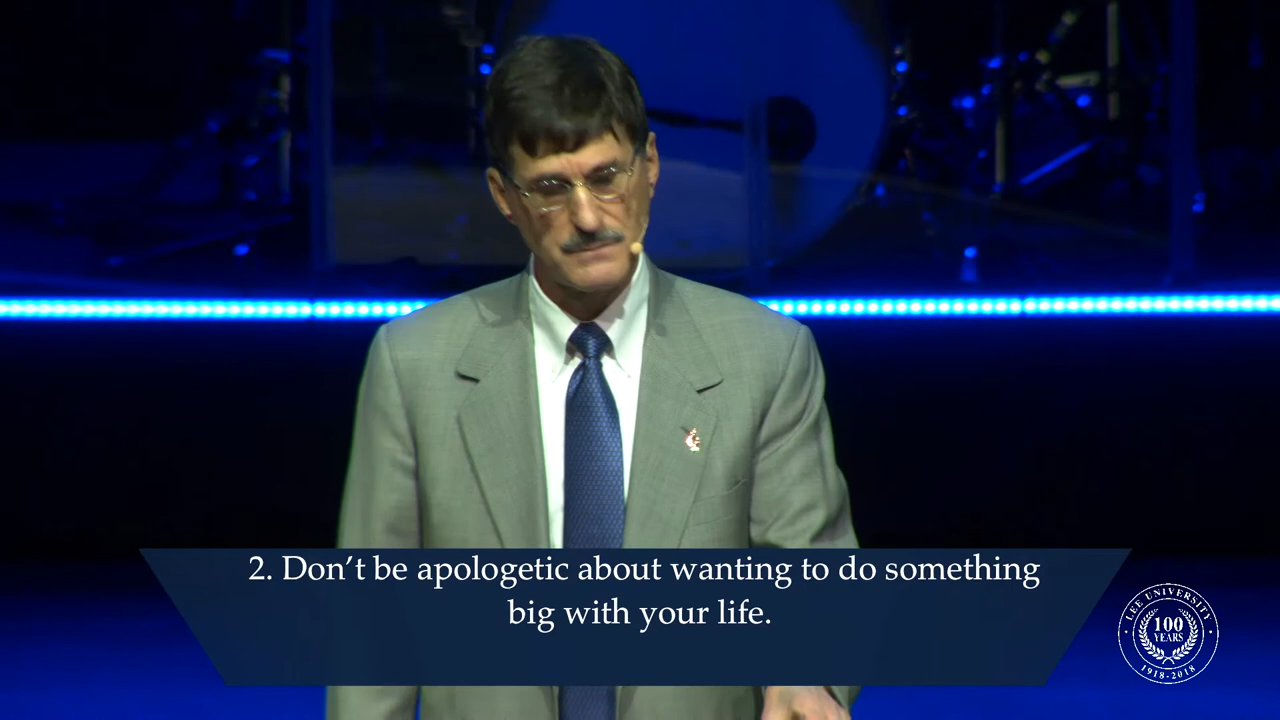 2. Don't be apologetic about wanting to do something
big with your life.
LEE UNIVERSITY
100
YEARS
1918-2018